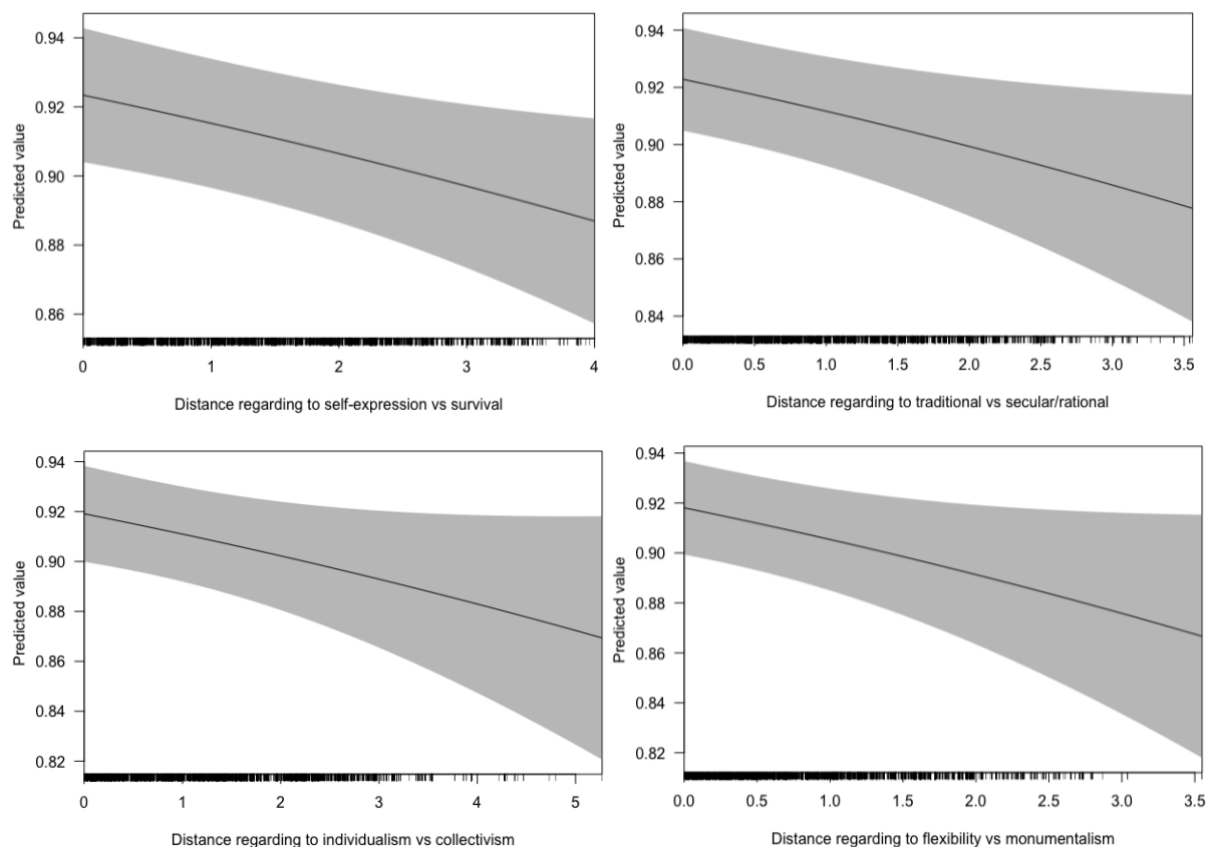 0.94
0.92
0.90
0.88
0.86
Predicted value
0 1 2 3 4
Distance regarding to self-expression vs survival
0.94
0.92
0.90
0.88
0.86
0.84
Predicted value
0.0 0.5 1.0 1.5 2.0 2.5 3.0 3.5
Distance regarding to traditional vs secular/rational
0.94
0.92
0.90
0.88
0.86
0.84
0.82
Predicted value
0 1 2 3 4 5
Distance regarding to individualism vs collectivism
0.94
0.92
0.90
0.88
0.86
0.84
0.82
Predicted value
0.0 0.5 1.0 1.5 2.0 2.5 3.0 3.5
Distance regarding to flexibility vs monumentalism